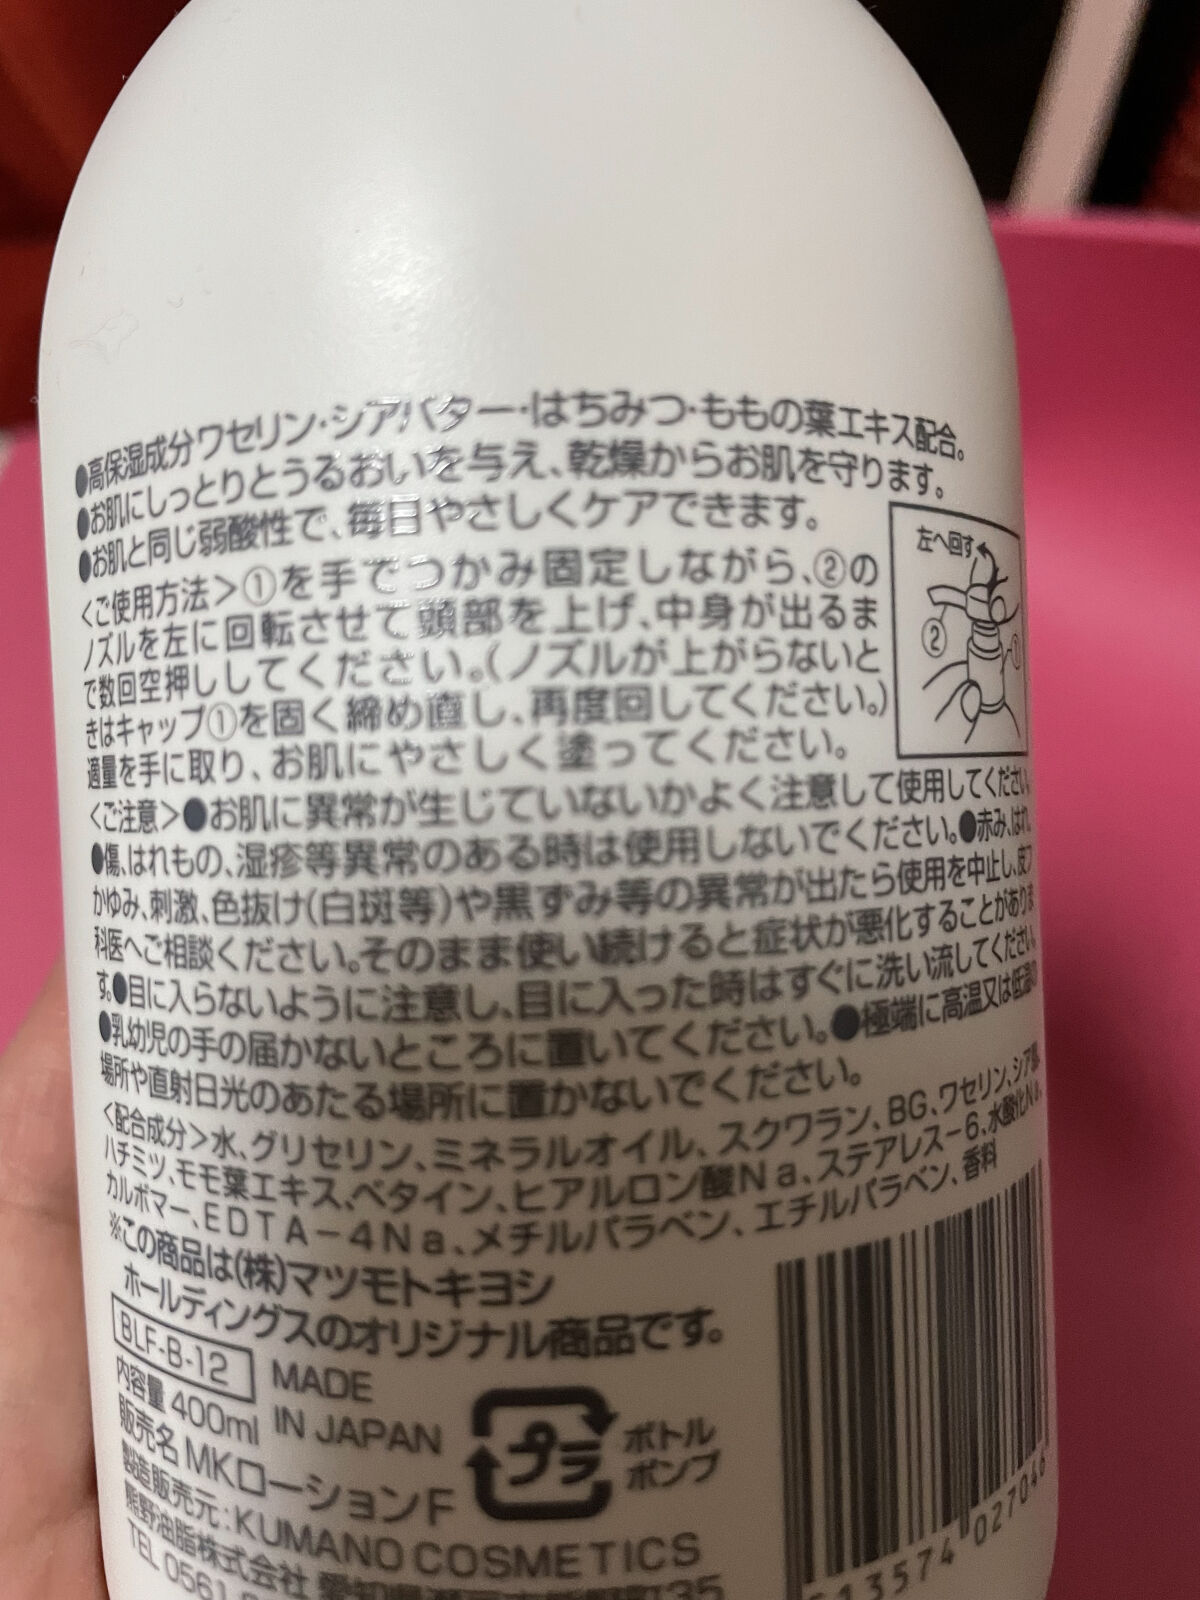 ●高保湿成分ワセリン・シアバター・はちみつ・ももの葉エキス配合。
●お肌にしっとりとうるおいを与え、乾燥からお肌を守ります。
●お肌と同じ弱酸性で、毎日やさしくケアできます。
<ご使用方法>①を手でつかみ固定しながら、②の
ノズルを左に回転させて頭部を上げ、中身が出るま
で数回空押ししてください。(ノズルが上がらないと
きはキャップ①を固く締め直し、再度回してください。)
適量を手に取り、お肌にやさしく塗ってください。
左へ回す
②
①
<ご注意>●お肌に異常が生じていないかよく注意して使用してください。
●傷、はれもの、湿疹等異常のある時は使用しないでください。●赤み、はれ、
かゆみ、刺激、色抜け(白斑等)や黒ずみ等の異常が出たら使用を中止し、皮フ
科医へご相談ください。そのまま使い続けると症状が悪化することがありま
す。●目に入らないように注意し、目に入った時はすぐに洗い流してください。
●乳幼児の手の届かないところに置いてください。●極端に高温又は低温の
場所や直射日光のあたる場所に置かないでください。
<配合成分>水、グリセリン、ミネラルオイル、スクワラン、BG、ワセリン、シア脂、
ハチミツ、モモ葉エキス、ベタイン、ヒアルロン酸Na、ステアレス-6、水酸化Na、
カルボマー、EDTA-4Na、メチルパラベン、エチルパラベン、香料
※この商品は(株)マツモトキヨシ
ホールディングスのオリジナル商品です。
BLF-B-12
MADE
IN JAPAN
内容量 400ml
販売名 MKローションF
プラ
ボトル
ポンプ
製造販売元:KUMANO COSMETICS
熊野油脂株式会社 愛知県瀬戸市
TEL 0561
513574 027046